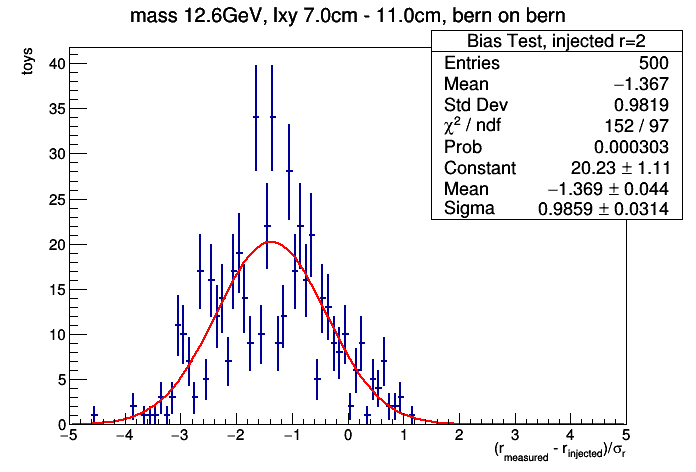 mass 12.6GeV, lxy 7.0cm - 11.0cm, bern on bern
Bias Test, injected r=2
Entries 500
Mean −1.367
Std Dev 0.9819
χ² / ndf 152 / 97
Prob 0.000303
Constant 20.23 ± 1.11
Mean −1.369 ± 0.044
Sigma 0.9859 ± 0.0314
toys
40
35
30
25
20
15
10
5
0
−5 −4 −3 −2 −1 0 1 2 3 4 5
(r_measured - r_injected)/σ_r